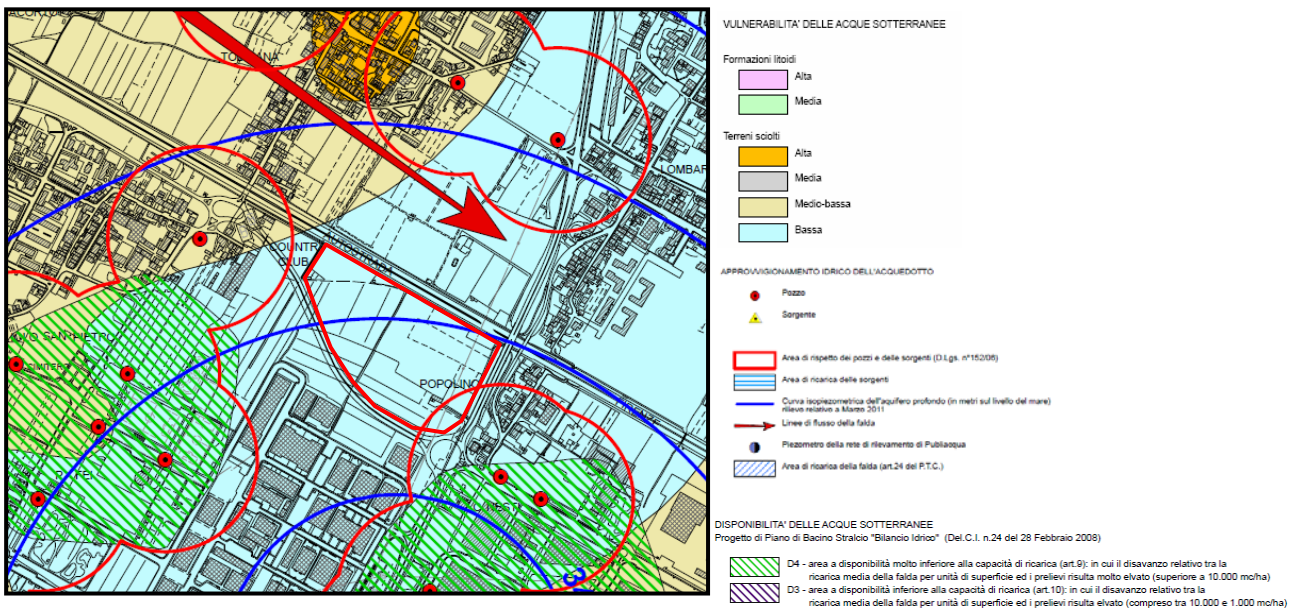 TOBBIANA
LOMBAR
COUNTR
CLUB
AUTOSTRADA
SAN PIETRO
CIMITERO
POPOLINO
3
VULNERABILITA' DELLE ACQUE SOTTERRANEE
Formazioni litoidi
Alta
Media
Terreni sciolti
Alta
Media
Medio-bassa
Bassa
APPROVVIGIONAMENTO IDRICO DELL'ACQUEDOTTO
Pozzo
Sorgente
Area di rispetto dei pozzi e delle sorgenti (D.Lgs. n°152/06)
Area di ricarica delle sorgenti
Curva isopiezometrica dell'aquifero profondo (in metri sul livello del mare)
rilievo relativo a Marzo 2011
Linee di flusso della falda
Piezometro della rete di rilevamento di Publiacqua
Area di ricarica della falda (art.24 del P.T.C.)
DISPONIBILITA' DELLE ACQUE SOTTERRANEE
Progetto di Piano di Bacino Stralcio "Bilancio Idrico" (Del.C.I. n.24 del 28 Febbraio 2008)
D4 - area a disponibilità molto inferiore alla capacità di ricarica (art.9): in cui il disavanzo relativo tra la
ricarica media della falda per unità di superficie ed i prelievi risulta molto elvato (superiore a 10.000 mc/ha)
D3 - area a disponibilità inferiore alla capacità di ricarica (art.10): in cui il disavanzo relativo tra la
ricarica media della falda per unità di superficie ed i prelievi risulta elvato (compreso tra 10.000 e 1.000 mc/ha)